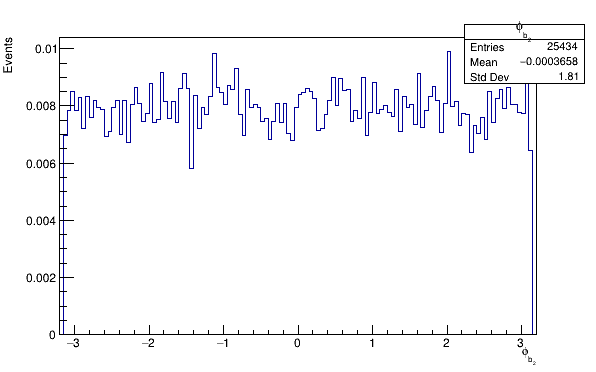 ϕb2
Entries 25434
Mean −0.0003658
Std Dev 1.81
Events
0.01
0.008
0.006
0.004
0.002
0
−3 −2 −1 0 1 2 3
ϕb2